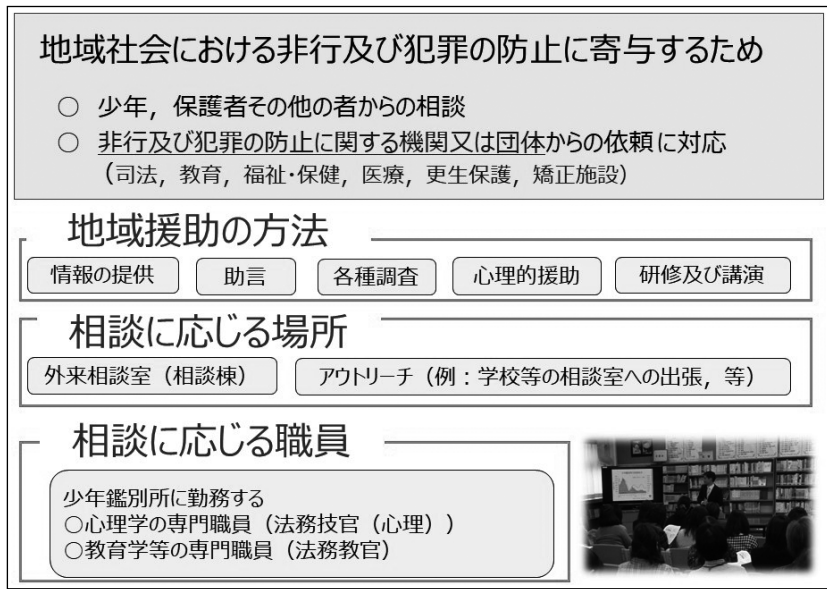 地域社会における非行及び犯罪の防止に寄与するため
○ 少年，保護者その他の者からの相談
○ 非行及び犯罪の防止に関する機関又は団体からの依頼に対応
（司法，教育，福祉・保健，医療，更生保護，矯正施設）
地域援助の方法
情報の提供 助言 各種調査 心理的援助 研修及び講演
相談に応じる場所
外来相談室（相談棟） アウトリーチ（例：学校等の相談室への出張，等）
相談に応じる職員
少年鑑別所に勤務する
○心理学の専門職員（法務技官（心理））
○教育学等の専門職員（法務教官）